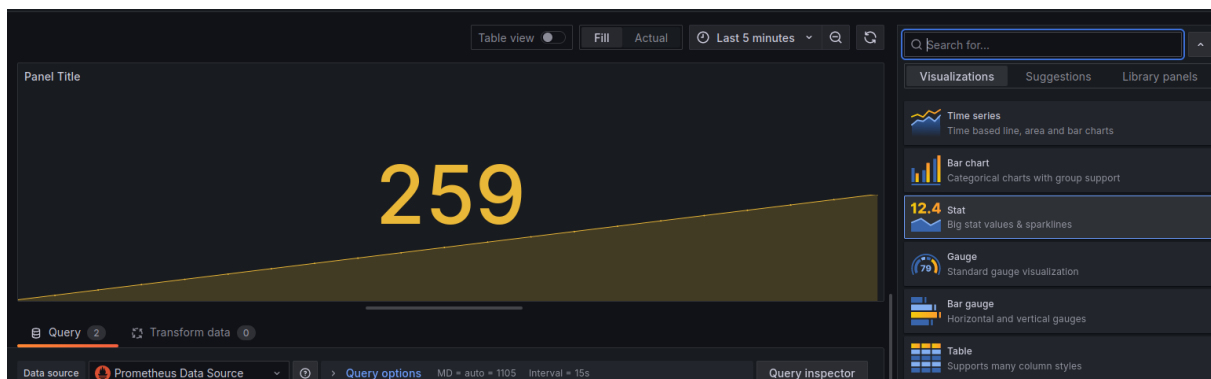 Table view
Fill
Actual
Last 5 minutes
Search for...
Panel Title
Visualizations
Suggestions
Library panels
259
Time series
Time based line, area and bar charts
Bar chart
Categorical charts with group support
12.4
Stat
Big stat values & sparklines
79
Gauge
Standard gauge visualization
Bar gauge
Horizontal and vertical gauges
Table
Supports many column styles
Query 2
Transform data 0
Data source
Prometheus Data Source
Query options
MD = auto = 1105
Interval = 15s
Query inspector